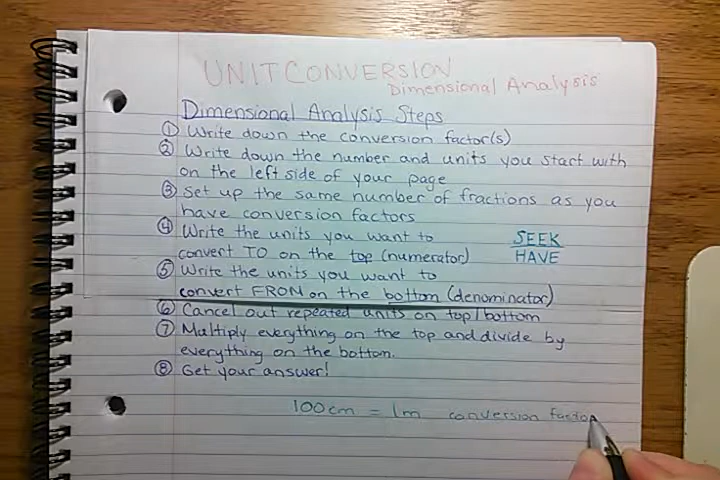 UNIT CONVERSION
Dimensional Analysis
Dimensional Analysis Steps
① Write down the conversion factor(s)
② Write down the number and units you start with
on the left side of your page
③ Set up the same number of fractions as you
have conversion factors
④ Write the units you want to
convert TO on the top (numerator)
SEEK
HAVE
⑤ Write the units you want to
convert FROM on the bottom (denominator)
⑥ Cancel out repeated units on top/bottom
⑦ Multiply everything on the top and divide by
everything on the bottom.
⑧ Get your answer!
100cm = 1m conversion factor